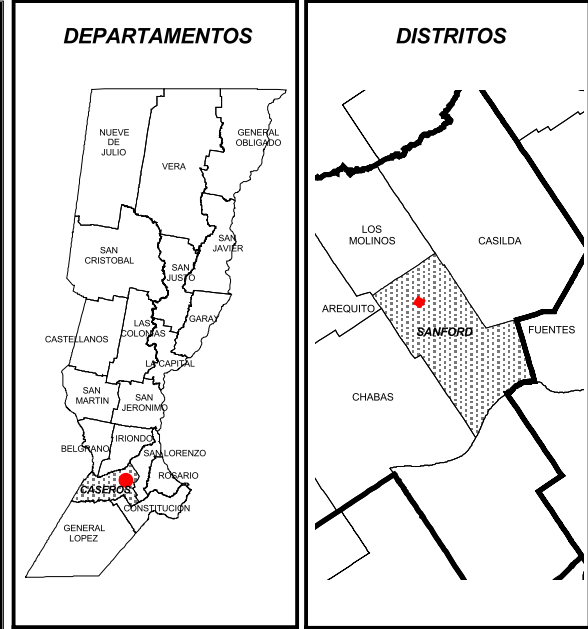 DEPARTAMENTOS
NUEVE
DE
JULIO
VERA
GENERAL
OBLIGADO
SAN
CRISTOBAL
SAN
JUSTO
SAN
JAVIER
GARAY
LAS
COLONIAS
CASTELLANOS
LA CAPITAL
SAN
MARTIN
SAN
JERONIMO
BELGRANO
IRIONDO
SAN LORENZO
ROSARIO
CASEROS
CONSTITUCION
GENERAL
LOPEZ
DISTRITOS
LOS
MOLINOS
CASILDA
AREQUITO
SANFORD
FUENTES
CHABAS